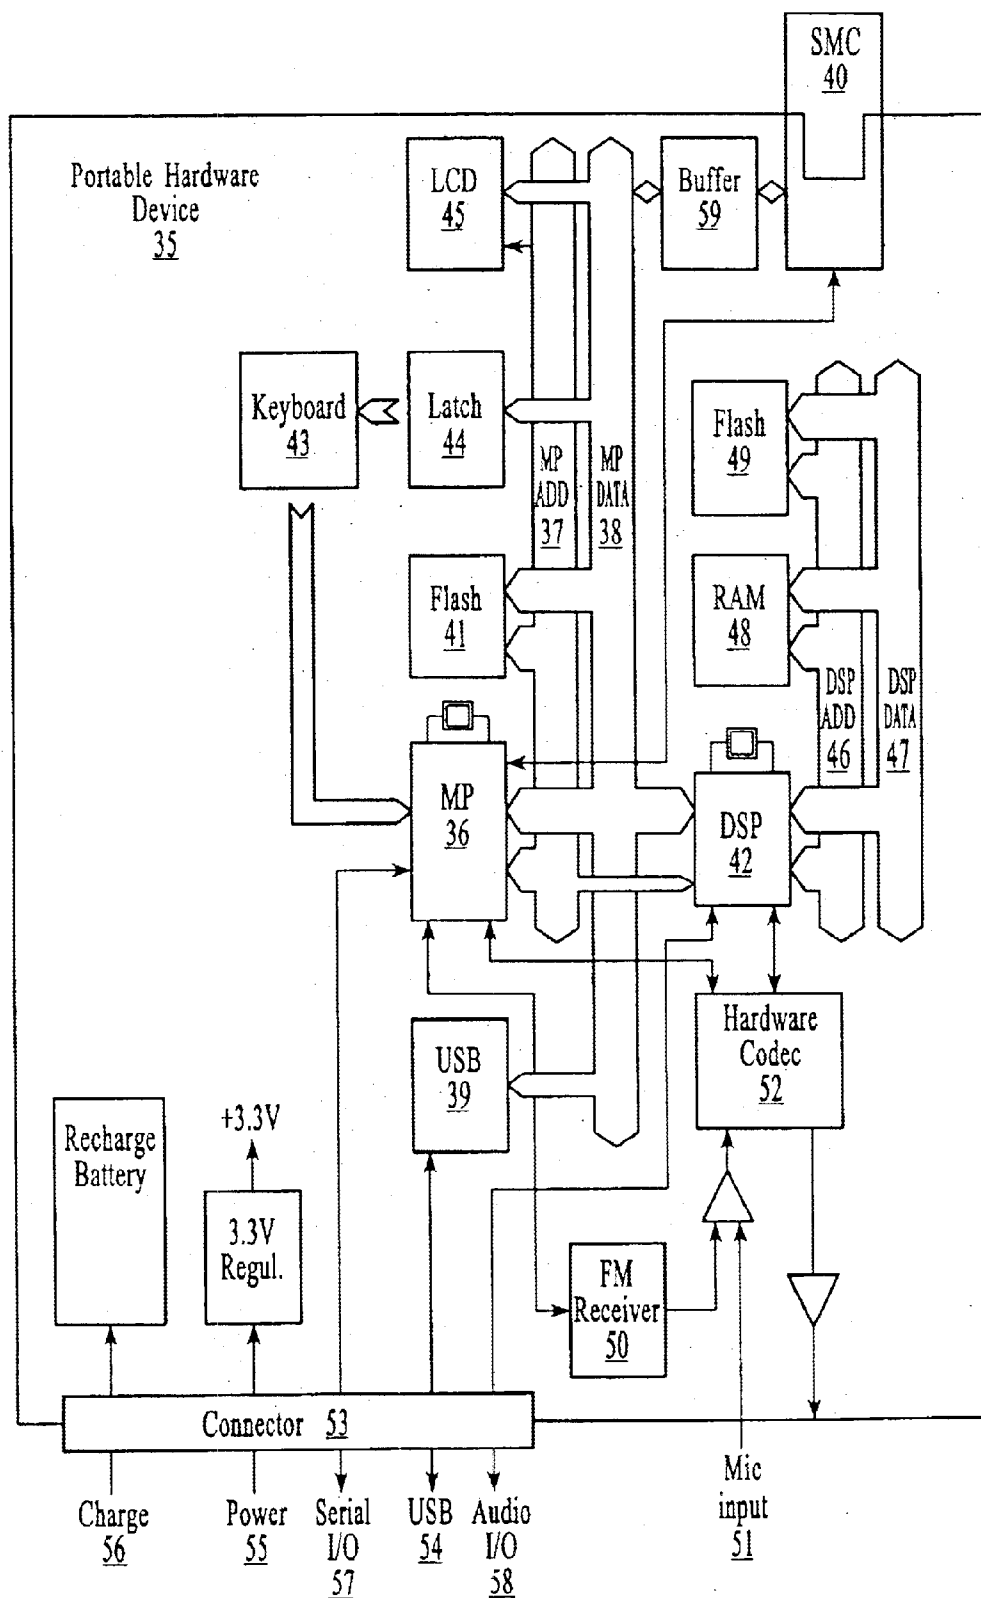 SMC
40
Portable Hardware
Device
35
LCD
45
Buffer
59
Keyboard
43
Latch
44
MP
ADD
37
MP
DATA
38
Flash
49
Flash
41
RAM
48
DSP
ADD
46
DSP
DATA
47
MP
36
DSP
42
USB
39
Hardware
Codec
52
Recharge
Battery
+3.3V
3.3V
Regul.
FM
Receiver
50
Connector 53
Charge
56
Power
55
Serial
I/O
57
USB
54
Audio
I/O
58
Mic
input
51